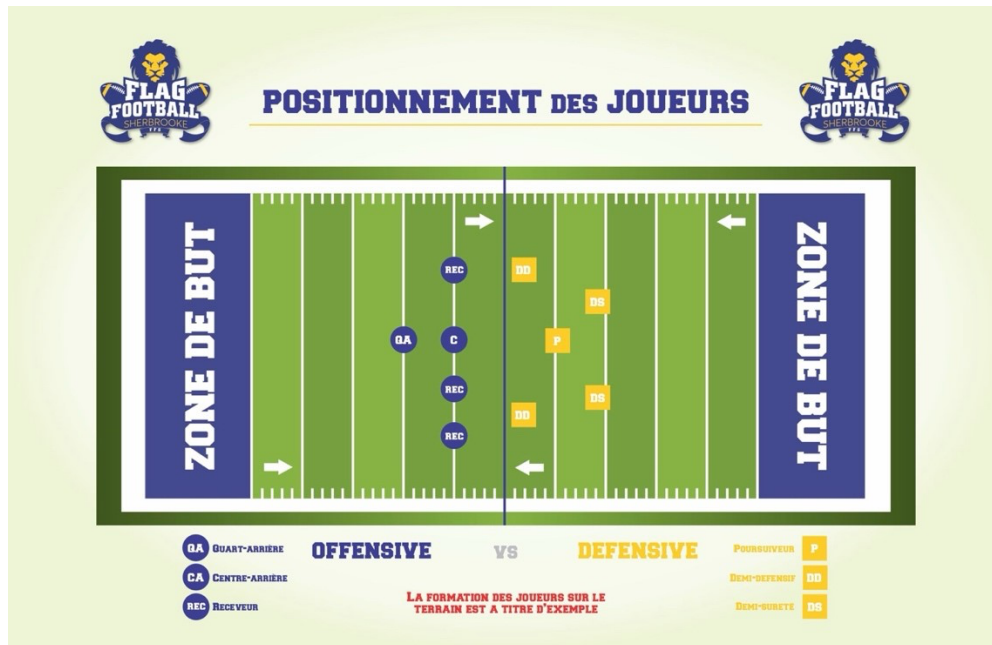 FLAG
FOOTBALL
SHERBROOKE
POSITIONNEMENT DES JOUEURS
FLAG
FOOTBALL
SHERBROOKE
ZONE DE BUT
REC
DD
DS
QA
C
P
REC
DS
REC
DD
ZONE DE BUT
QA QUART-ARRIÈRE
CA CENTRE-ARRIÈRE
REC RECEVEUR
OFFENSIVE VS DEFENSIVE
LA FORMATION DES JOUEURS SUR LE
TERRAIN EST A TITRE D'EXEMPLE
POURSUIVEUR P
DEMI-DEFENSIF DD
DEMI-SURETE DS